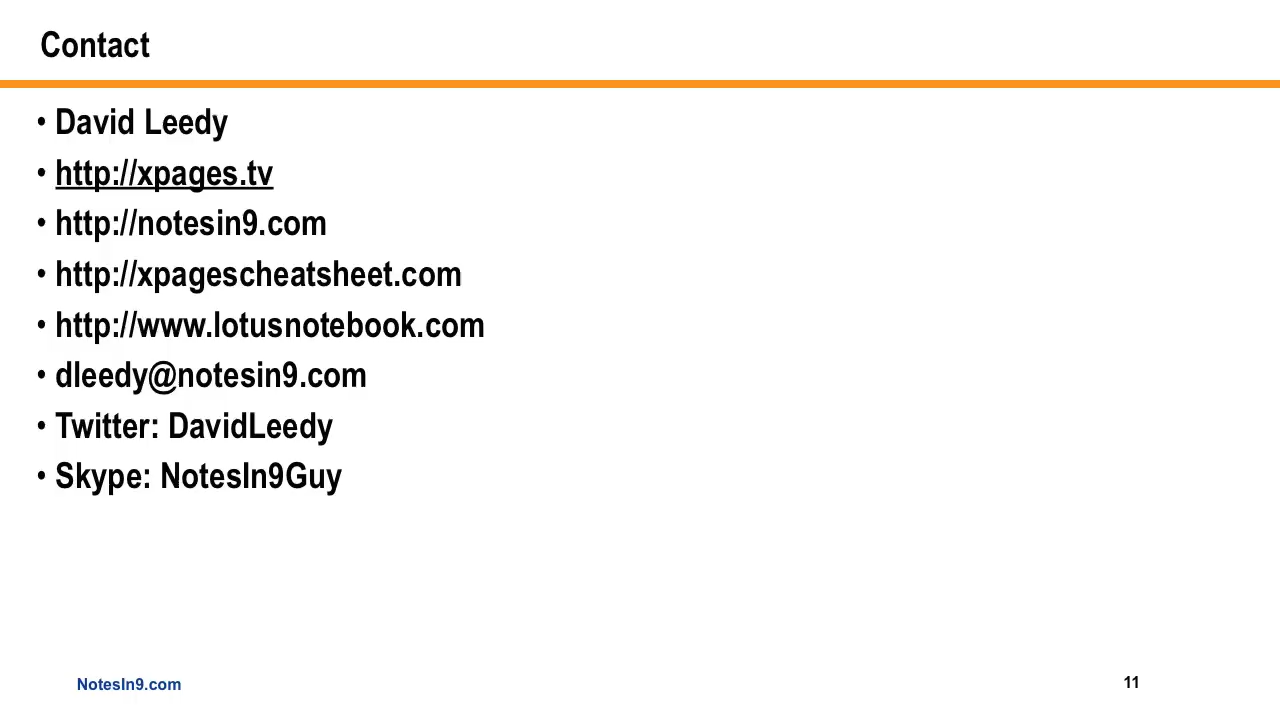 Contact
• David Leedy
• http://xpages.tv
• http://notesin9.com
• http://xpagescheatsheet.com
• http://www.lotusnotebook.com
• dleedy@notesin9.com
• Twitter: DavidLeedy
• Skype: NotesIn9Guy
NotesIn9.com
11